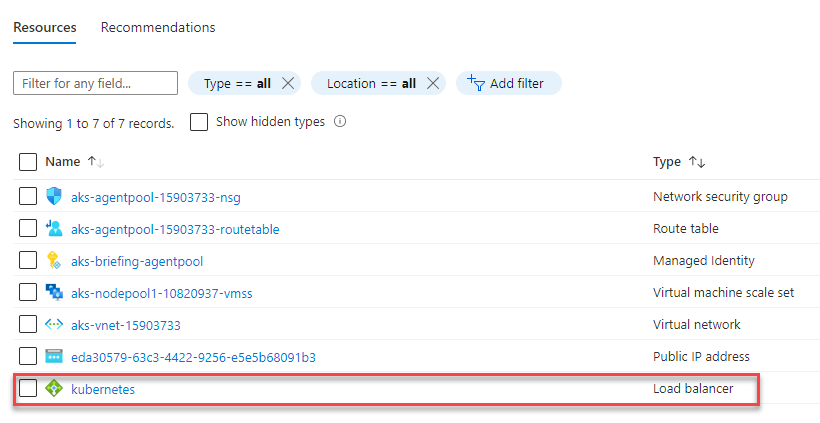 Resources Recommendations
Filter for any field... Type == all Location == all Add filter
Showing 1 to 7 of 7 records. Show hidden types
Name Type
aks-agentpool-15903733-nsg Network security group
aks-agentpool-15903733-routetable Route table
aks-briefing-agentpool Managed Identity
aks-nodepool1-10820937-vmss Virtual machine scale set
aks-vnet-15903733 Virtual network
eda30579-63c3-4422-9256-e5e5b68091b3 Public IP address
kubernetes Load balancer